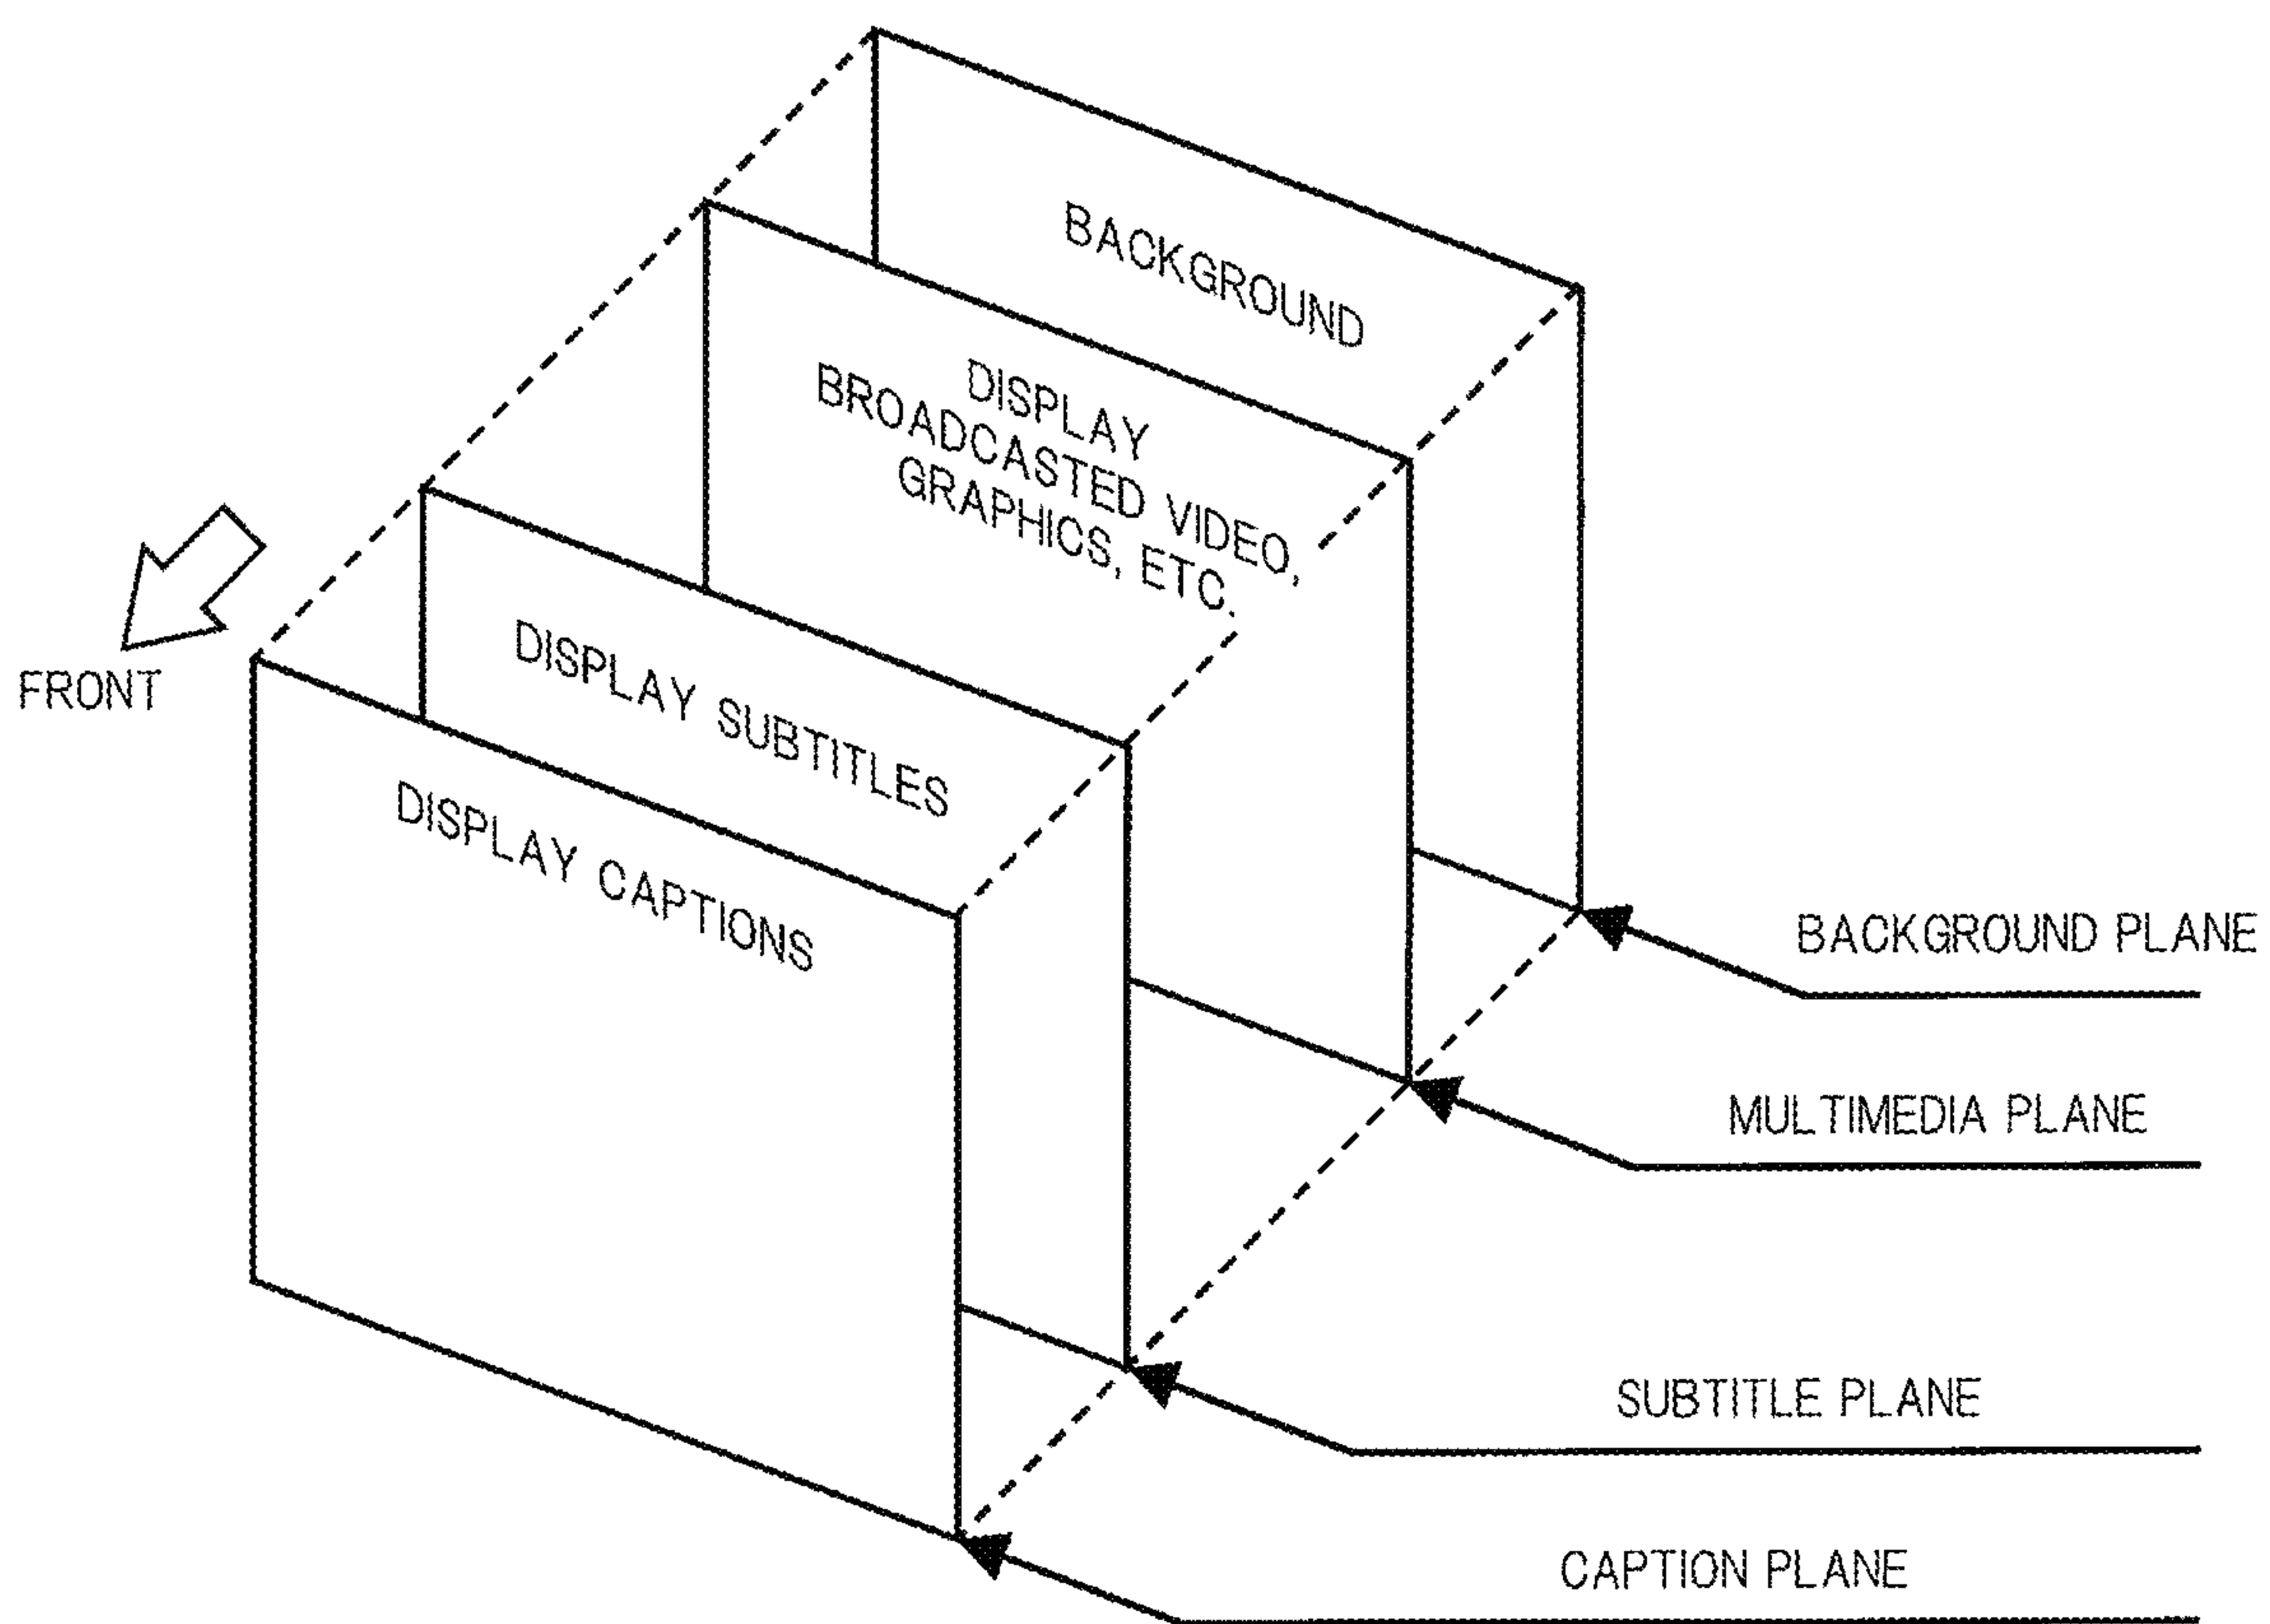 BACKGROUND
DISPLAY
BROADCASTED VIDEO,
GRAPHICS, ETC.
DISPLAY SUBTITLES
DISPLAY CAPTIONS
FRONT
BACKGROUND PLANE
MULTIMEDIA PLANE
SUBTITLE PLANE
CAPTION PLANE